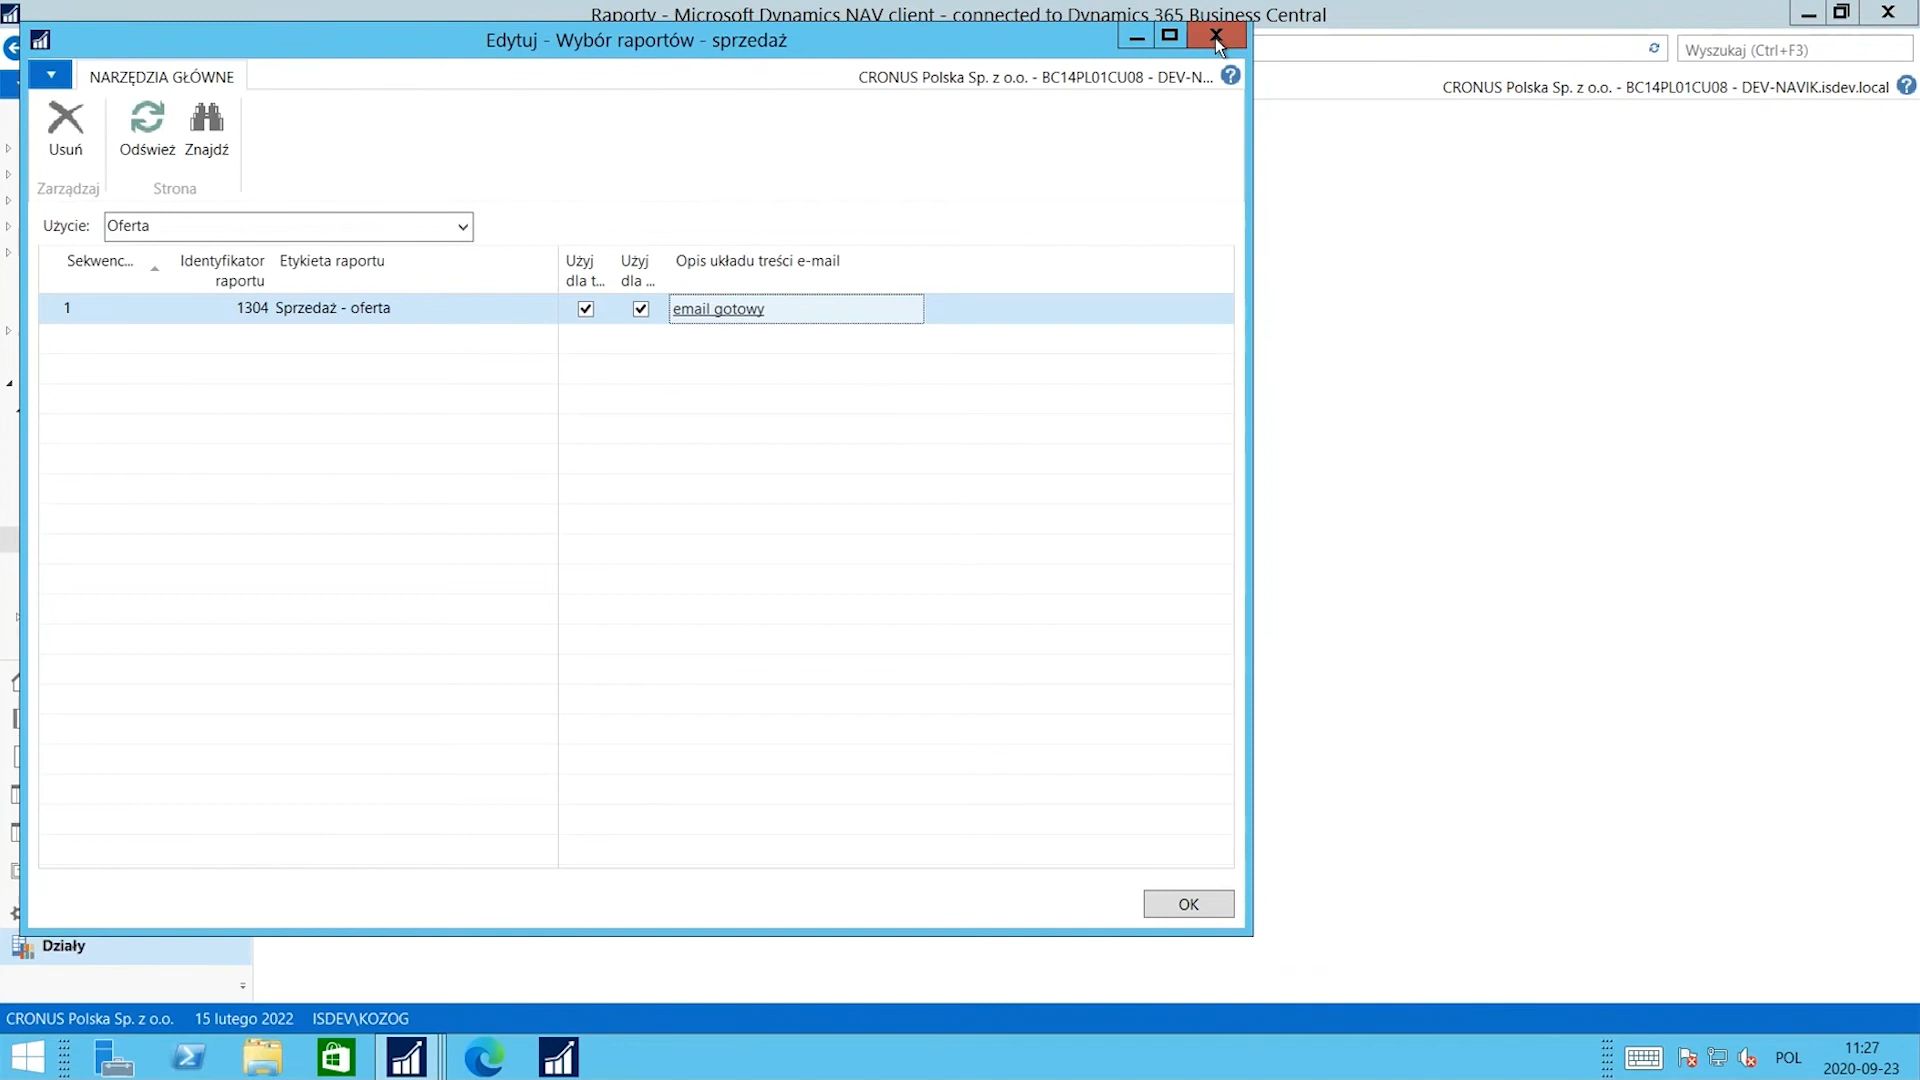 Raporty - Microsoft Dynamics NAV client - connected to Dynamics 365 Business Central
Edytuj - Wybór raportów - sprzedaż
X
Wyszukaj (Ctrl+F3)
NARZĘDZIA GŁÓWNE
CRONUS Polska Sp. z o.o. - BC14PL01CU08 - DEV-N...
CRONUS Polska Sp. z o.o. - BC14PL01CU08 - DEV-NAVIK.isdev.local
Usuń
Odśwież
Znajdź
Zarządzaj
Strona
Użycie:
Oferta
Sekwenc...
Identyfikator raportu
Etykieta raportu
Użyj dla t...
Użyj dla ...
Opis układu treści e-mail
1
1304
Sprzedaż - oferta
email gotowy
OK
Działy
CRONUS Polska Sp. z o.o.
15 lutego 2022
ISDEV\KOZOG
POL
11:27
2020-09-23